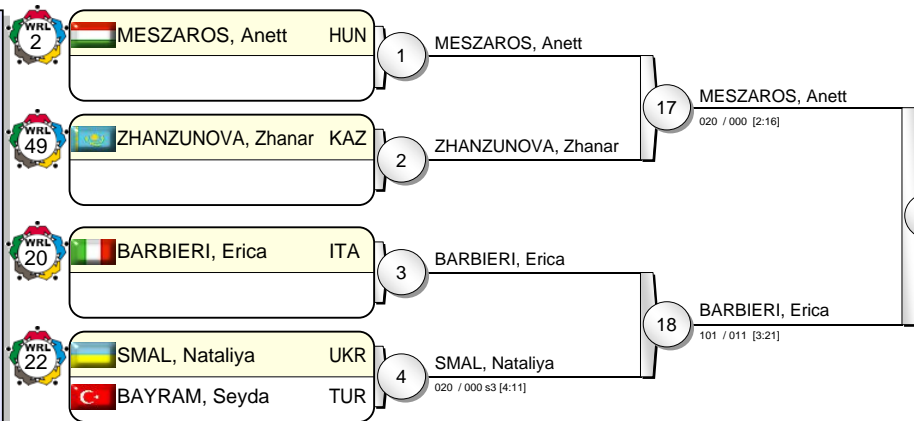 WRL
2
MESZAROS, Anett HUN
1
MESZAROS, Anett
17
MESZAROS, Anett
020 / 000 [2:16]
WRL
49
ZHANZUNOVA, Zhanar KAZ
2
ZHANZUNOVA, Zhanar
WRL
20
BARBIERI, Erica ITA
3
BARBIERI, Erica
18
BARBIERI, Erica
101 / 011 [3:21]
WRL
22
SMAL, Nataliya UKR
4
SMAL, Nataliya
020 / 000 s3 [4:11]
BAYRAM, Seyda TUR